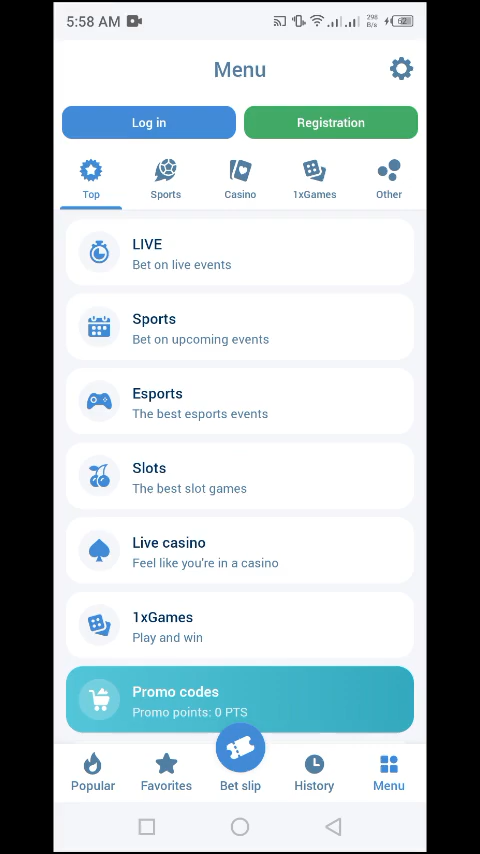 5:58 AM
298 B/s
62
Menu
Log in
Registration
Top
Sports
Casino
1xGames
Other
LIVE
Bet on live events
Sports
Bet on upcoming events
Esports
The best esports events
Slots
The best slot games
Live casino
Feel like you're in a casino
1xGames
Play and win
Promo codes
Promo points: 0 PTS
Popular
Favorites
Bet slip
History
Menu